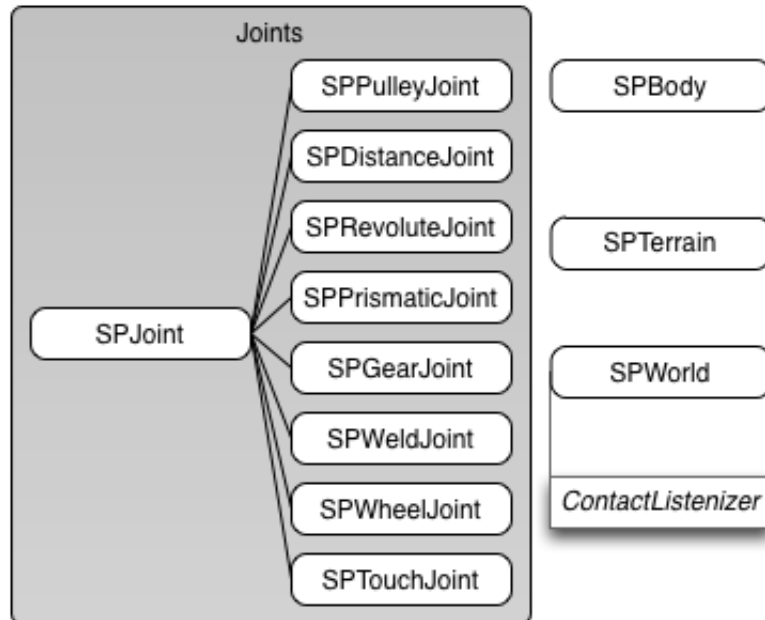 Joints
SPJoint
SPPulleyJoint
SPDistanceJoint
SPRevoluteJoint
SPPrismaticJoint
SPGearJoint
SPWeldJoint
SPWheelJoint
SPTouchJoint
SPBody
SPTerrain
SPWorld
ContactListenizer